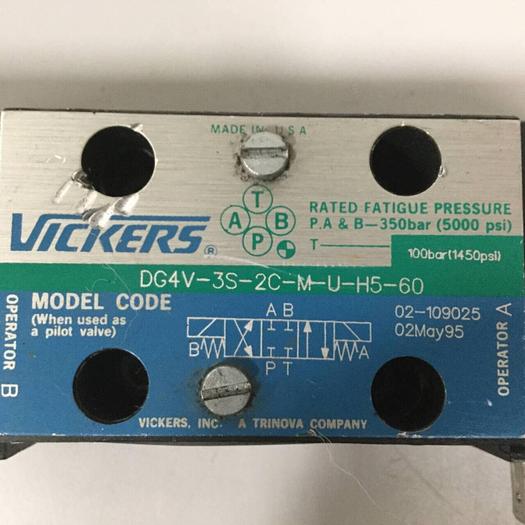 MADE IN U.S A
T
A B
P
VICKERS®
RATED FATIGUE PRESSURE
P.A & B-350bar (5000 psi)
T 100bar(1450psi)
DG4V-3S-2C-M-U-H5-60
OPERATOR B
MODEL CODE
(When used as
a pilot valve)
A B
B A
P T
02-109025
02May95
OPERATOR A
VICKERS, INC. A TRINOVA COMPANY